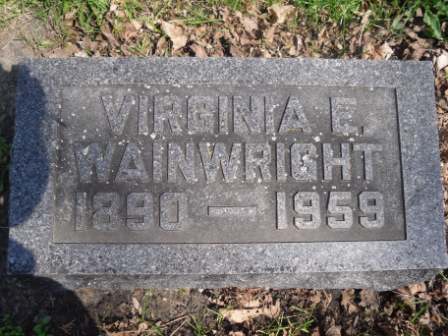 VIRGINIA E.
WAINWRIGHT
1890 — 1959